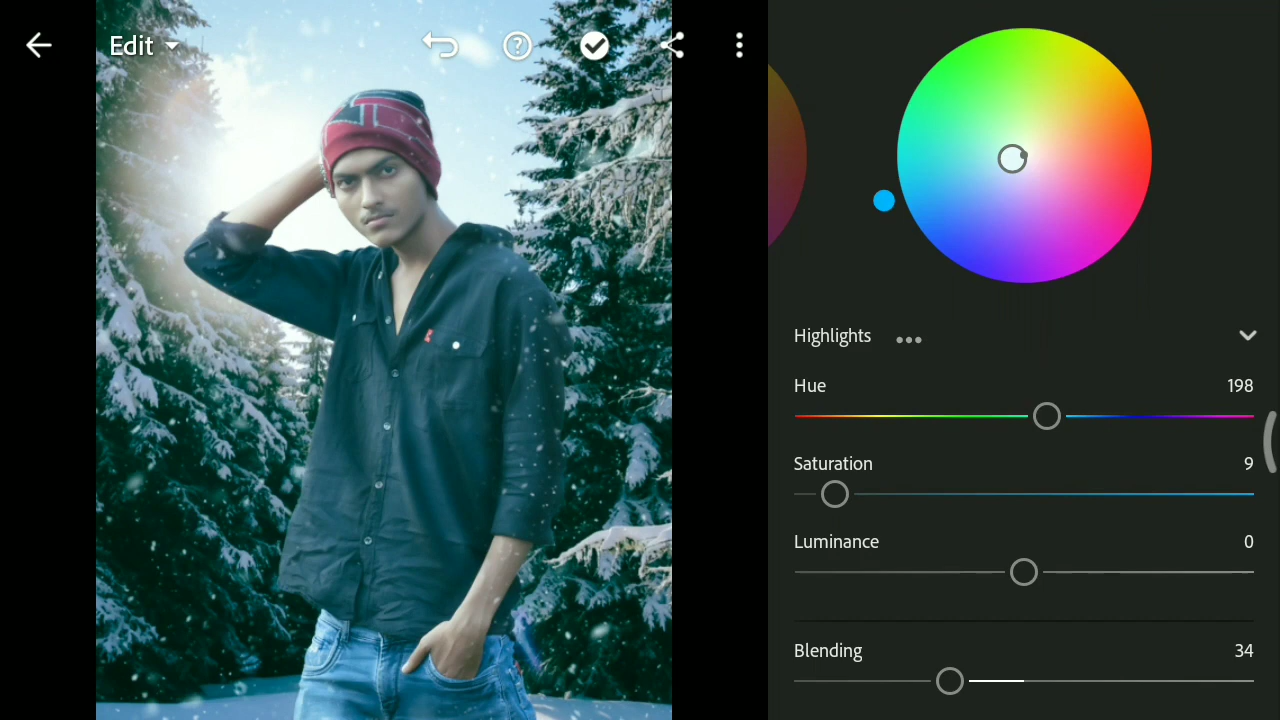 Edit
Highlights
Hue 198
Saturation 9
Luminance 0
Blending 34